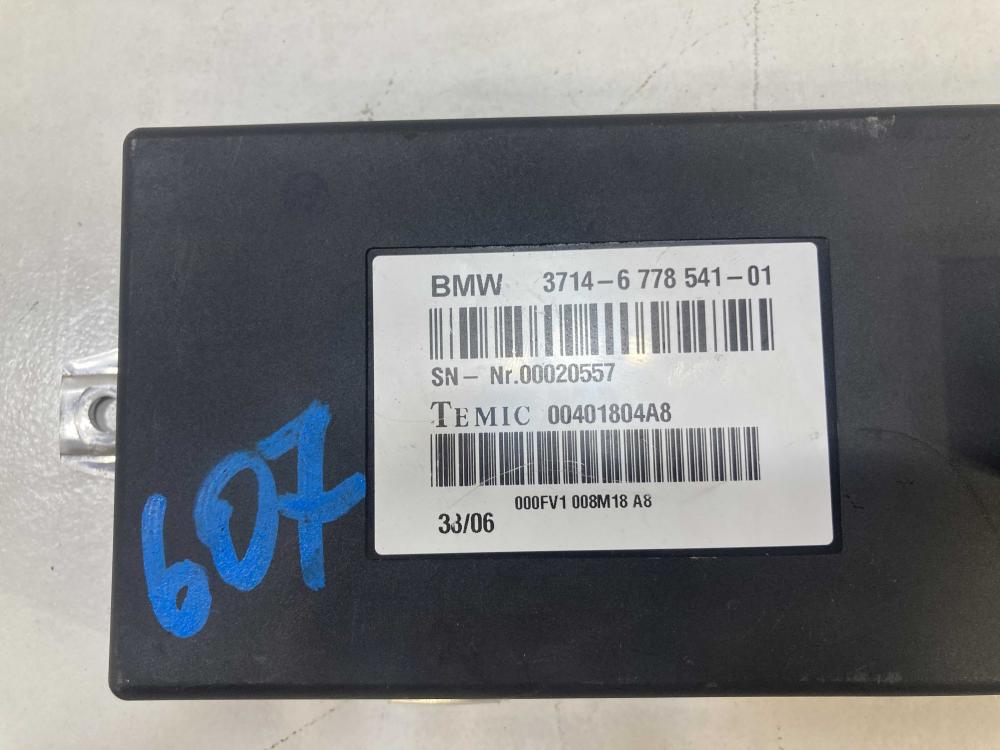 BMW 3714-6 778 541-01
SN- Nr.00020557
TEMIC 00401804A8
000FV1 008M18 A8
38/06
607